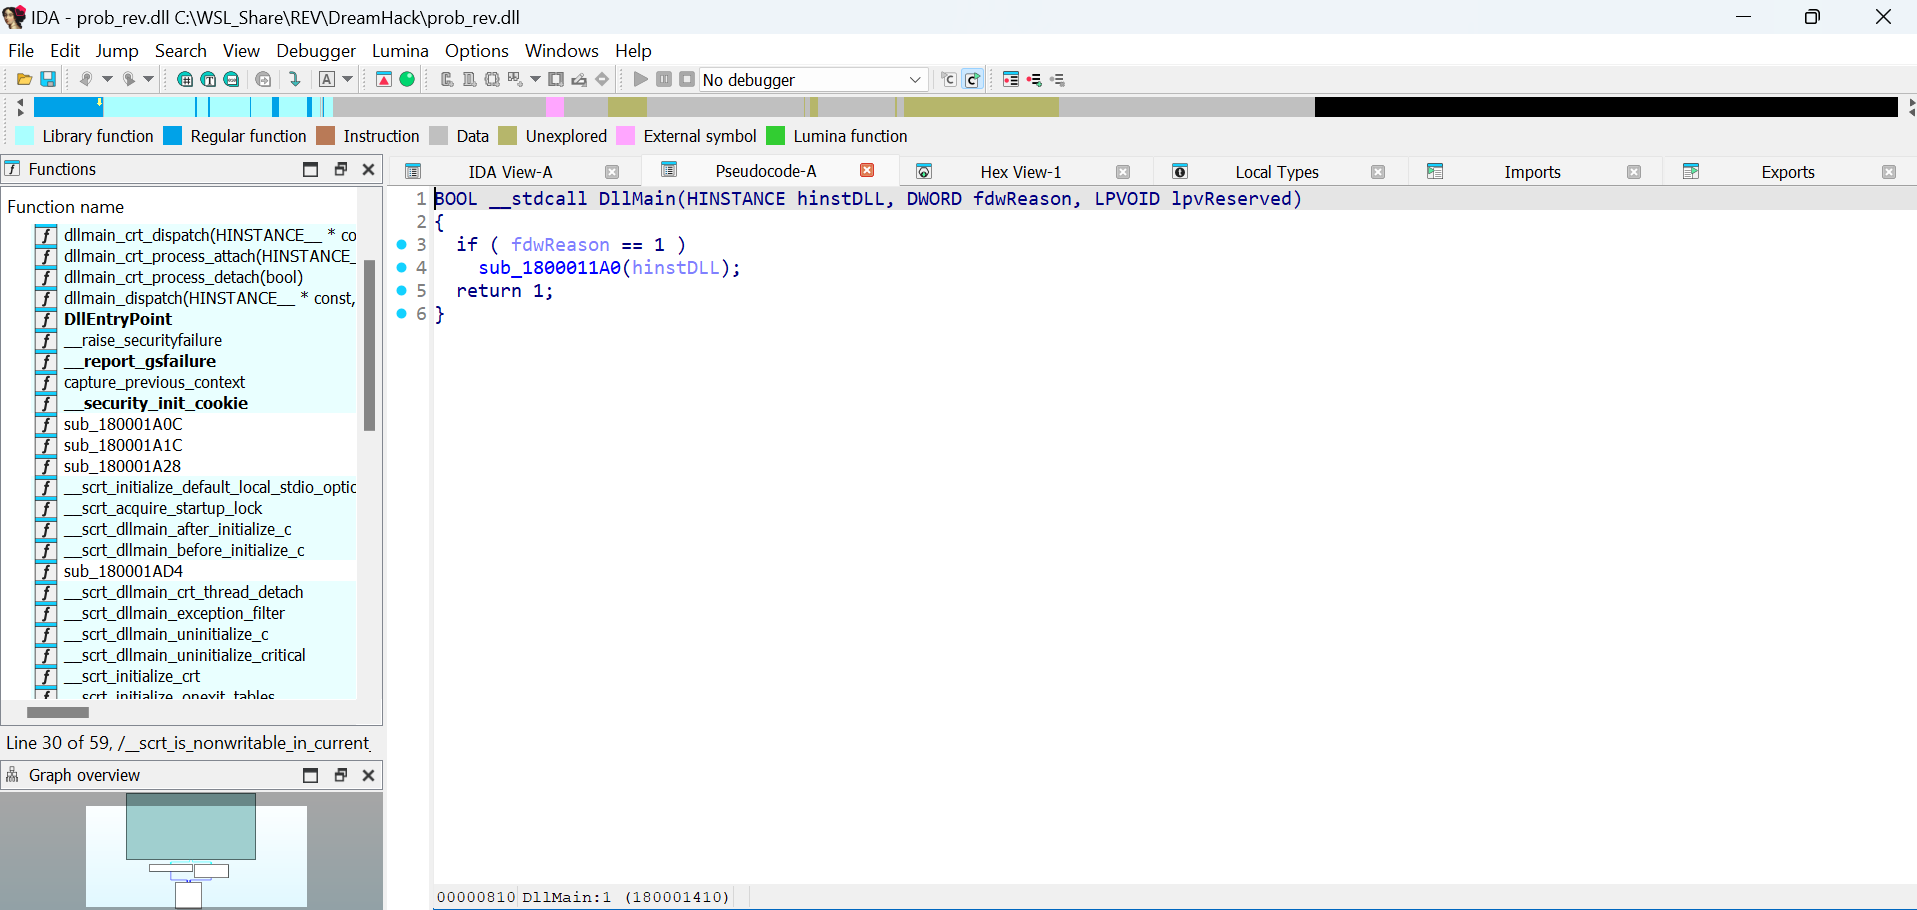 IDA - prob_rev.dll C:\WSL_Share\REV\DreamHack\prob_rev.dll
File Edit Jump Search View Debugger Lumina Options Windows Help
No debugger
Library function Regular function Instruction Data Unexplored External symbol Lumina function
Functions
IDA View-A Pseudocode-A Hex View-1 Local Types Imports Exports
Function name
dllmain_crt_dispatch(HINSTANCE__ * co
dllmain_crt_process_attach(HINSTANCE_
dllmain_crt_process_detach(bool)
dllmain_dispatch(HINSTANCE__ * const,
DllEntryPoint
__raise_securityfailure
__report_gsfailure
capture_previous_context
__security_init_cookie
sub_180001A0C
sub_180001A1C
sub_180001A28
__scrt_initialize_default_local_stdio_optic
__scrt_acquire_startup_lock
__scrt_dllmain_after_initialize_c
__scrt_dllmain_before_initialize_c
sub_180001AD4
__scrt_dllmain_crt_thread_detach
__scrt_dllmain_exception_filter
__scrt_dllmain_uninitialize_c
__scrt_dllmain_uninitialize_critical
__scrt_initialize_crt
__scrt_initialize_onexit_tables
Line 30 of 59, /__scrt_is_nonwritable_in_current_
Graph overview
1 BOOL __stdcall DllMain(HINSTANCE hinstDLL, DWORD fdwReason, LPVOID lpvReserved)
2 {
3 if ( fdwReason == 1 )
4 sub_1800011A0(hinstDLL);
5 return 1;
6 }
00000810 DllMain:1 (180001410)